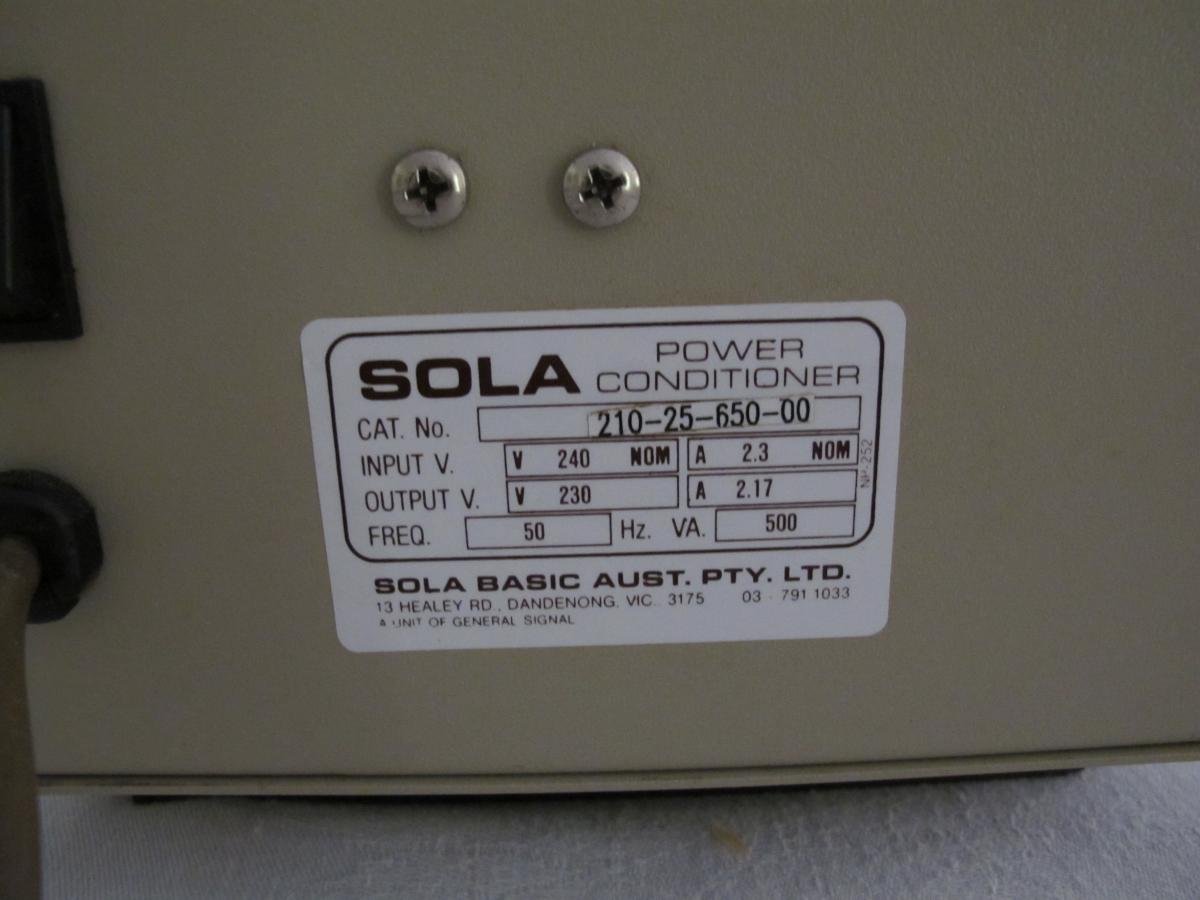 SOLA POWER CONDITIONER
CAT. No. 210-25-650-00
INPUT V. V 240 NOM A 2.3 NOM
OUTPUT V. V 230 A 2.17
FREQ. 50 Hz. VA. 500
NP-252
SOLA BASIC AUST. PTY. LTD.
13 HEALEY RD., DANDENONG. VIC. 3175 03-791 1033
A UNIT OF GENERAL SIGNAL